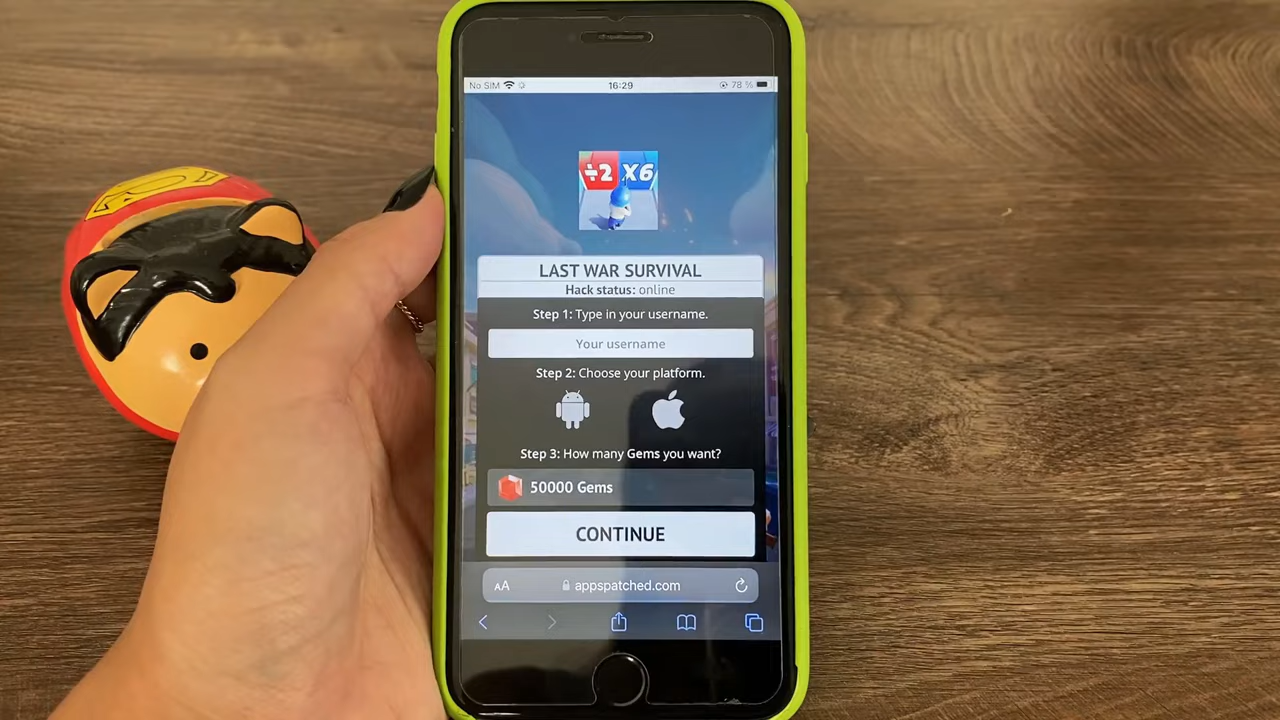 No SIM 16:29 78 %
÷2 X6
LAST WAR SURVIVAL
Hack status: online
Step 1: Type in your username.
Your username
Step 2: Choose your platform.
Step 3: How many Gems you want?
50000 Gems
CONTINUE
AA appspatched.com